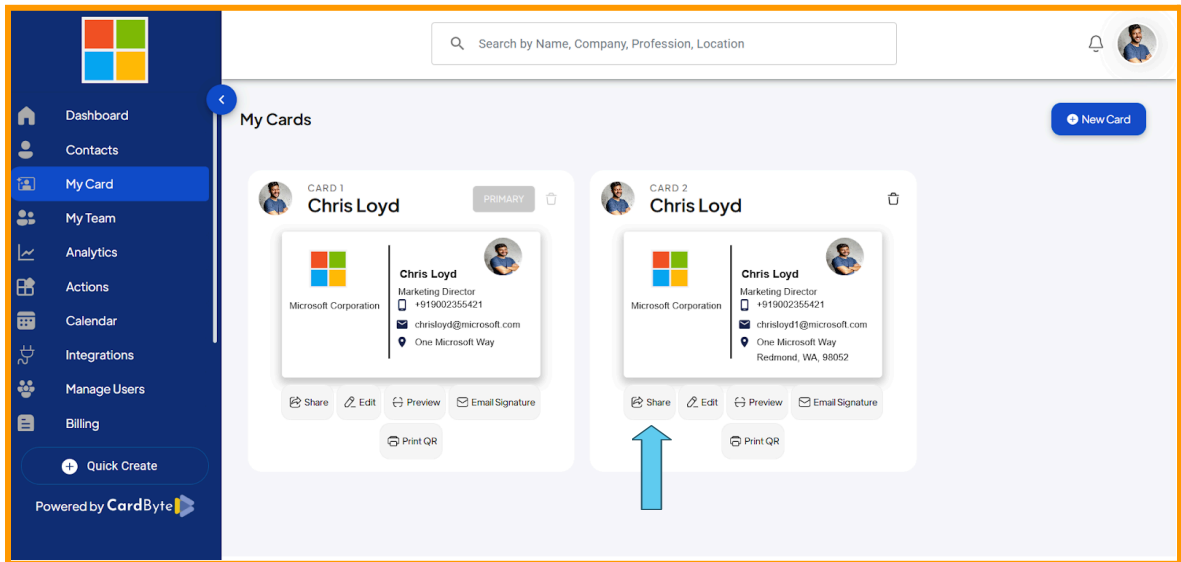 Search by Name, Company, Profession, Location
Dashboard
Contacts
My Card
My Team
Analytics
Actions
Calendar
Integrations
Manage Users
Billing
Quick Create
Powered by CardByte
My Cards
New Card
CARD 1
Chris Loyd
PRIMARY
Microsoft Corporation
Chris Loyd
Marketing Director
+919002355421
chrisloyd@microsoft.com
One Microsoft Way
Share Edit Preview Email Signature
Print QR
CARD 2
Chris Loyd
Microsoft Corporation
Chris Loyd
Marketing Director
+919002355421
chrisloyd1@microsoft.com
One Microsoft Way
Redmond, WA, 98052
Share Edit Preview Email Signature
Print QR